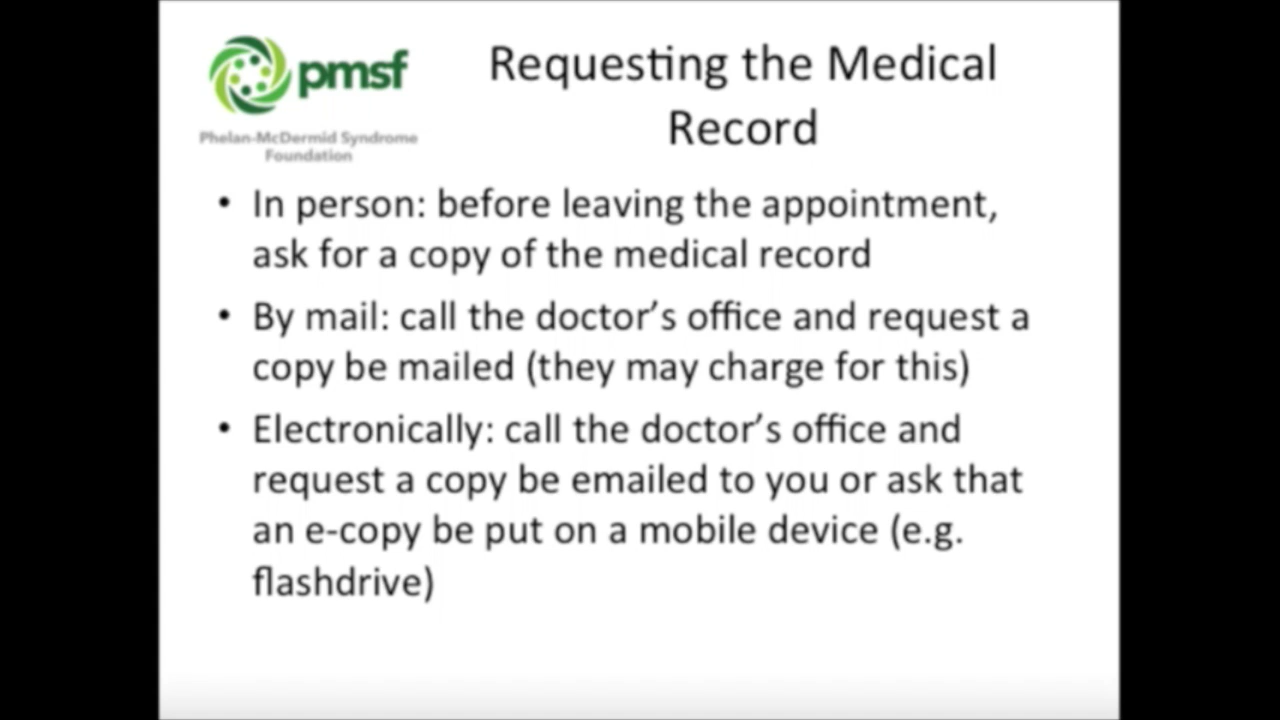 pmsf
Phelan-McDermid Syndrome
Foundation
Requesting the Medical
Record
• In person: before leaving the appointment,
ask for a copy of the medical record
• By mail: call the doctor’s office and request a
copy be mailed (they may charge for this)
• Electronically: call the doctor’s office and
request a copy be emailed to you or ask that
an e-copy be put on a mobile device (e.g.
flashdrive)